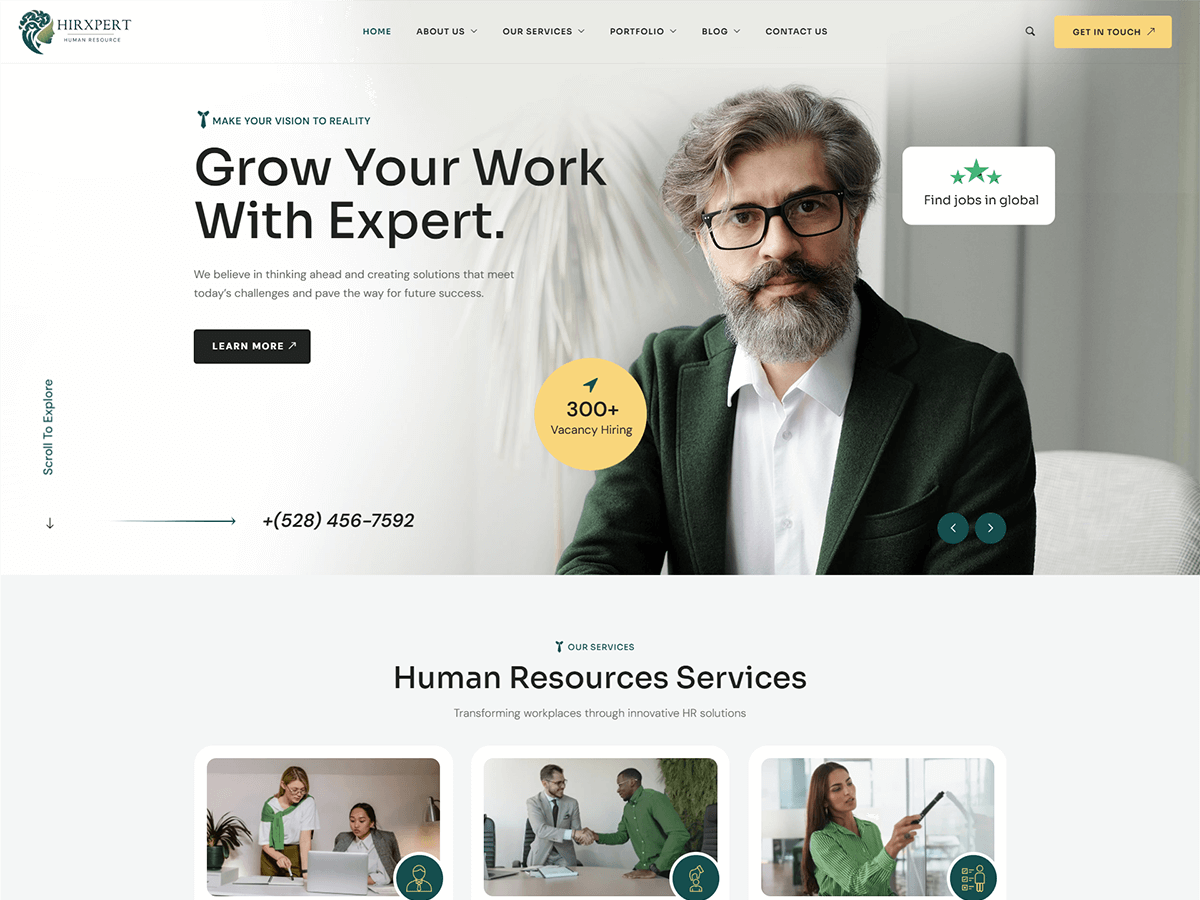 HIRXPERT
HUMAN RESOURCE
HOME
ABOUT US
OUR SERVICES
PORTFOLIO
BLOG
CONTACT US
GET IN TOUCH
MAKE YOUR VISION TO REALITY
Grow Your Work
With Expert.
We believe in thinking ahead and creating solutions that meet
today's challenges and pave the way for future success.
LEARN MORE
Find jobs in global
300+
Vacancy Hiring
Scroll To Explore
+(528) 456-7592
OUR SERVICES
Human Resources Services
Transforming workplaces through innovative HR solutions